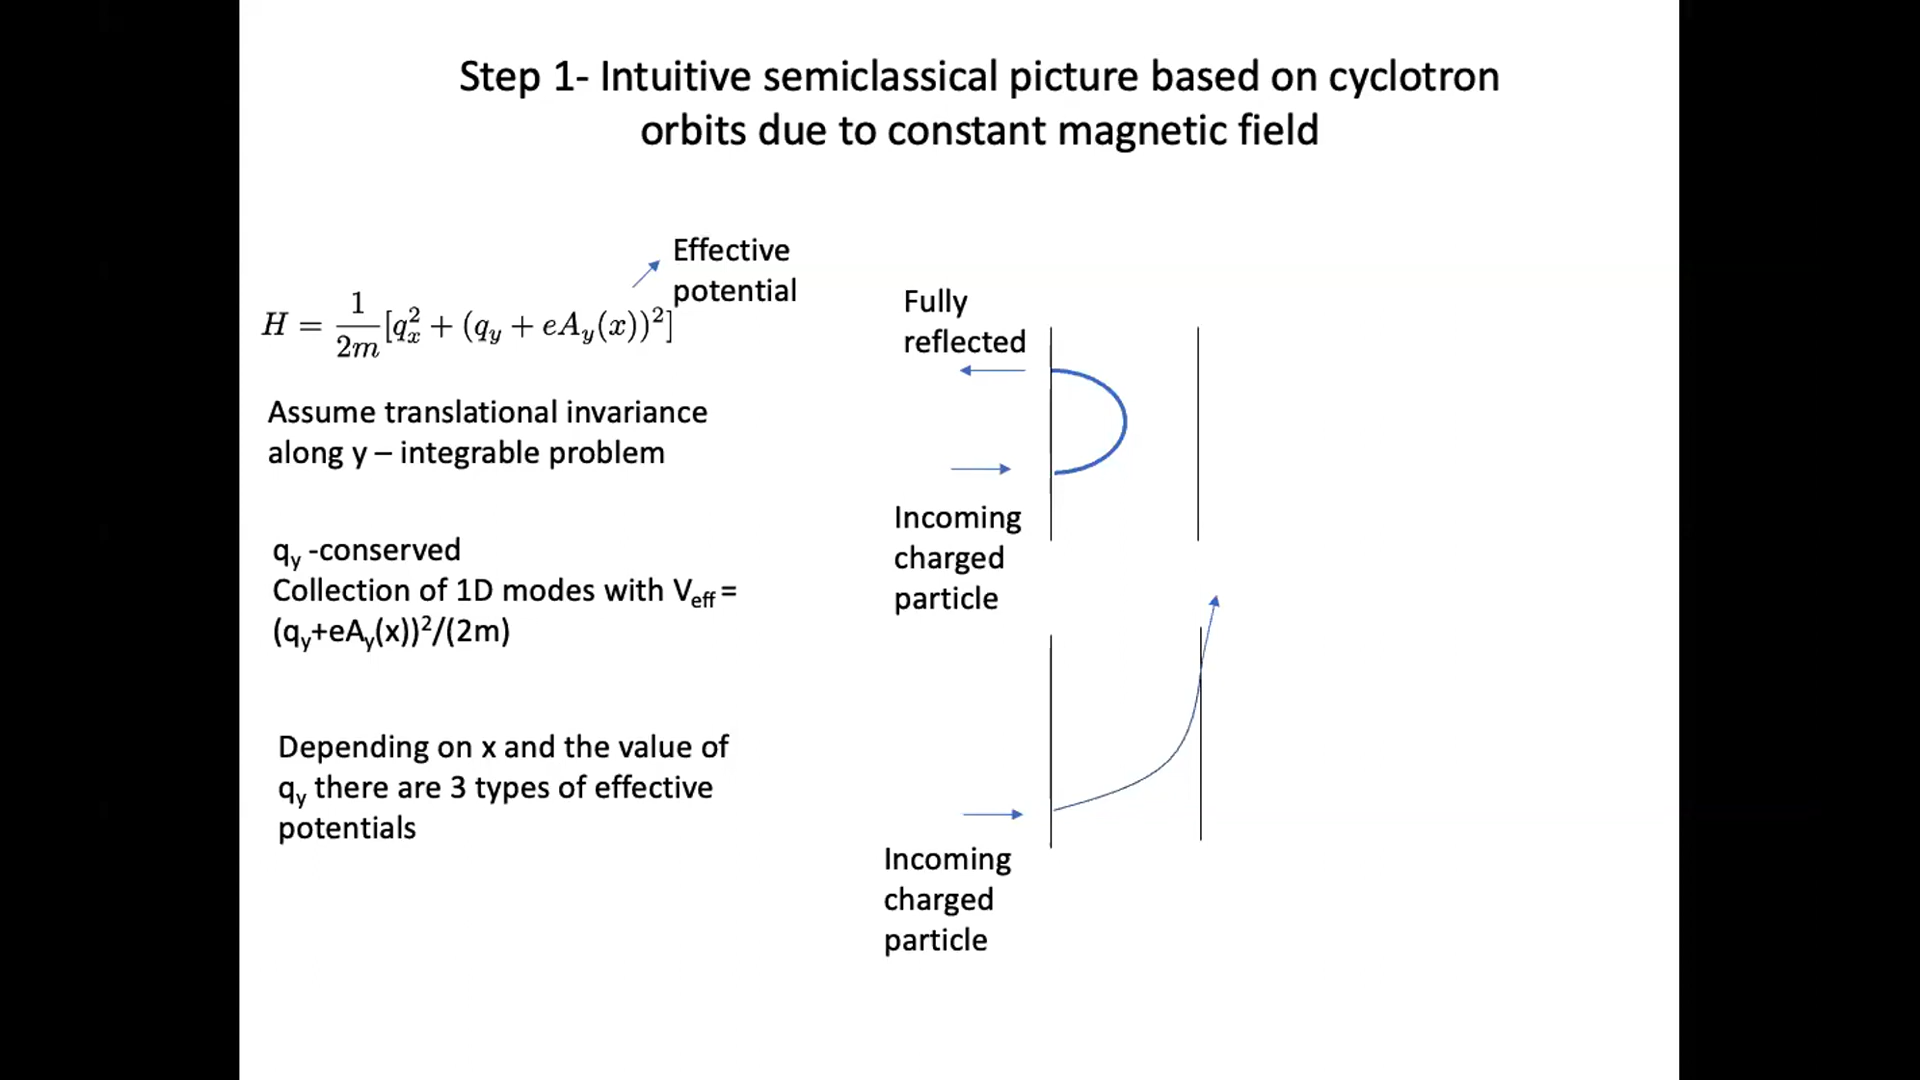 Step 1- Intuitive semiclassical picture based on cyclotron
orbits due to constant magnetic field
Effective
potential
H = \frac{1}{2m}[q_x^2 + (q_y + eA_y(x))^2]
Assume translational invariance
along y – integrable problem
q_y -conserved
Collection of 1D modes with V_eff =
(q_y+eA_y(x))^2/(2m)
Depending on x and the value of
q_y there are 3 types of effective
potentials
Fully
reflected
Incoming
charged
particle
Incoming
charged
particle